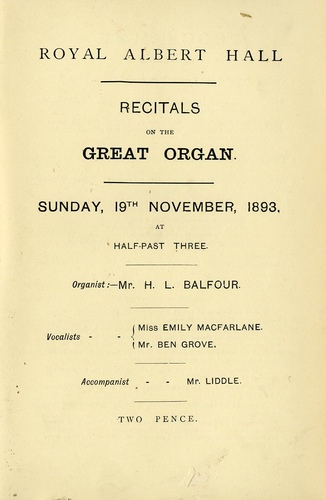 ROYAL ALBERT HALL
RECITALS
ON THE
GREAT ORGAN.
SUNDAY, 19TH NOVEMBER, 1893,
AT
HALF-PAST THREE.
Organist:—Mr. H. L. BALFOUR.
Vocalists - - { Miss EMILY MACFARLANE.
Mr. BEN GROVE.
Accompanist - - Mr. LIDDLE.
TWO PENCE.